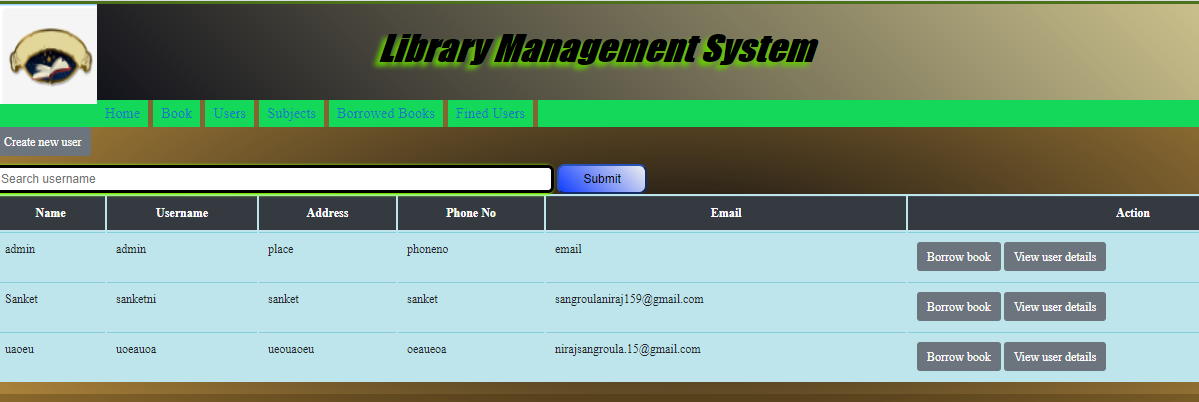 Library Management System
Home Book Users Subjects Borrowed Books Fined Users
Create new user
Search username Submit
Name Username Address Phone No Email Action
admin admin place phoneno email Borrow book View user details
Sanket sanketni sanket sanket sangroulaniraj159@gmail.com Borrow book View user details
uaoeu uoeauoa ueouaoeu oeaueoa nirajsangroula.15@gmail.com Borrow book View user details